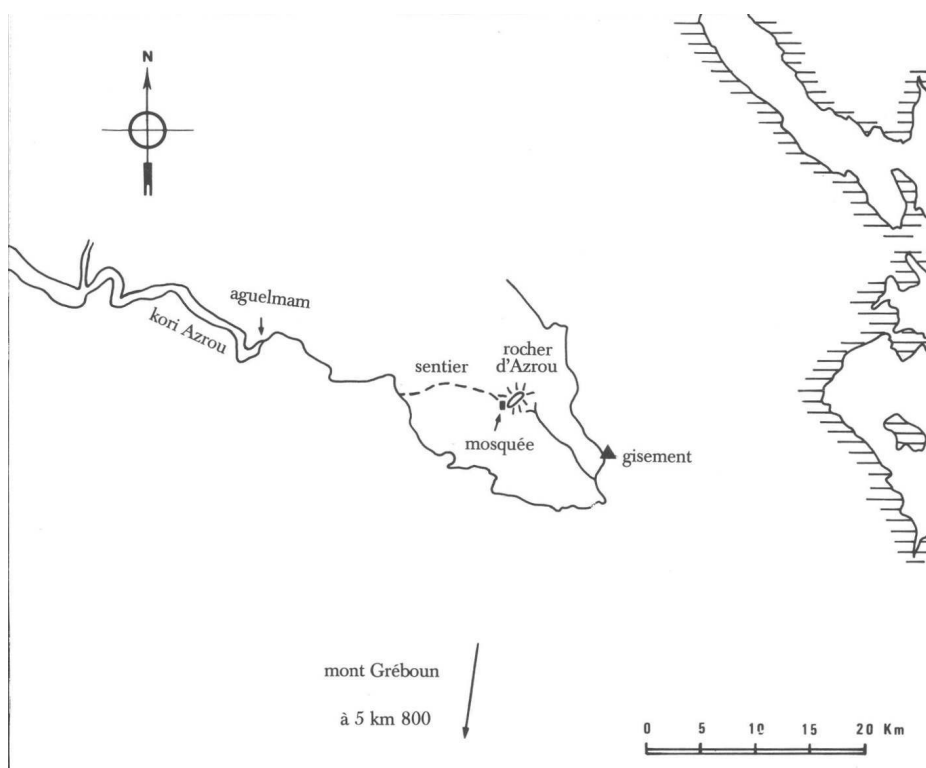 N
aguelmam
kori Azrou
sentier
rocher
d'Azrou
mosquée
gisement
mont Gréboun
à 5 km 800
0 5 10 15 20 Km